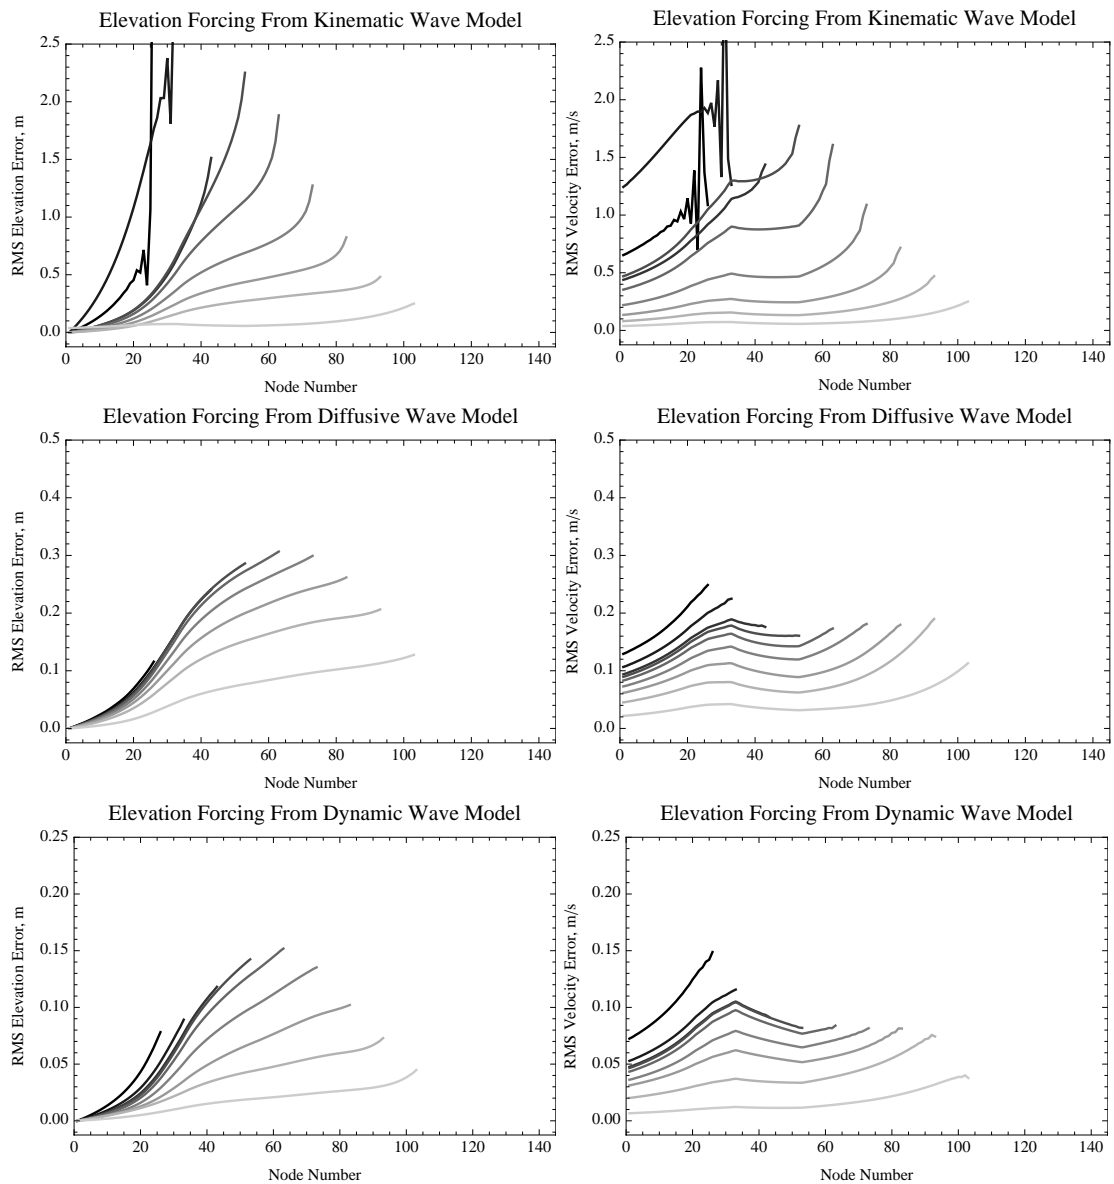 Elevation Forcing From Kinematic Wave Model
RMS Elevation Error, m
2.5
2.0
1.5
1.0
0.5
0.0
0 20 40 60 80 100 120 140
Node Number
Elevation Forcing From Kinematic Wave Model
RMS Velocity Error, m/s
2.5
2.0
1.5
1.0
0.5
0.0
0 20 40 60 80 100 120 140
Node Number
Elevation Forcing From Diffusive Wave Model
RMS Elevation Error, m
0.5
0.4
0.3
0.2
0.1
0.0
0 20 40 60 80 100 120 140
Node Number
Elevation Forcing From Diffusive Wave Model
RMS Velocity Error, m/s
0.5
0.4
0.3
0.2
0.1
0.0
0 20 40 60 80 100 120 140
Node Number
Elevation Forcing From Dynamic Wave Model
RMS Elevation Error, m
0.25
0.20
0.15
0.10
0.05
0.00
0 20 40 60 80 100 120 140
Node Number
Elevation Forcing From Dynamic Wave Model
RMS Velocity Error, m/s
0.25
0.20
0.15
0.10
0.05
0.00
0 20 40 60 80 100 120 140
Node Number